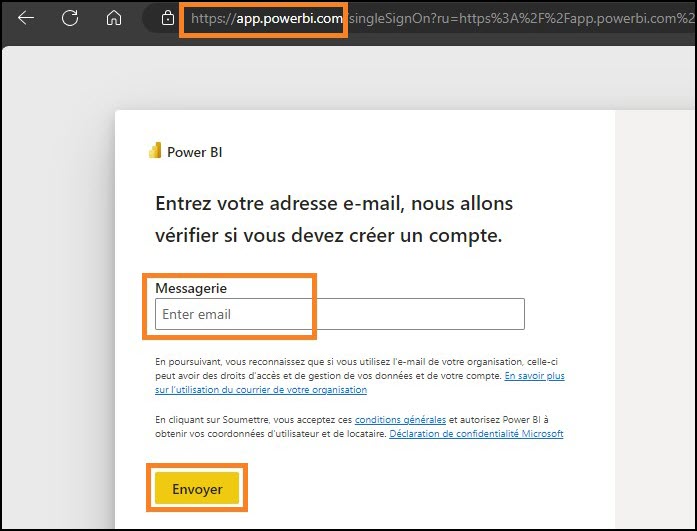 https://app.powerbi.com/singleSignOn?ru=https%3A%2F%2Fapp.powerbi.com%2
Power BI
Entrez votre adresse e-mail, nous allons
vérifier si vous devez créer un compte.
Messagerie
Enter email
En poursuivant, vous reconnaissez que si vous utilisez l'e-mail de votre organisation, celle-ci
peut avoir des droits d'accès et de gestion de vos données et de votre compte. En savoir plus
sur l'utilisation du courrier de votre organisation
En cliquant sur Soumettre, vous acceptez ces conditions générales et autorisez Power BI à
obtenir vos coordonnées d'utilisateur et de locataire. Déclaration de confidentialité Microsoft
Envoyer